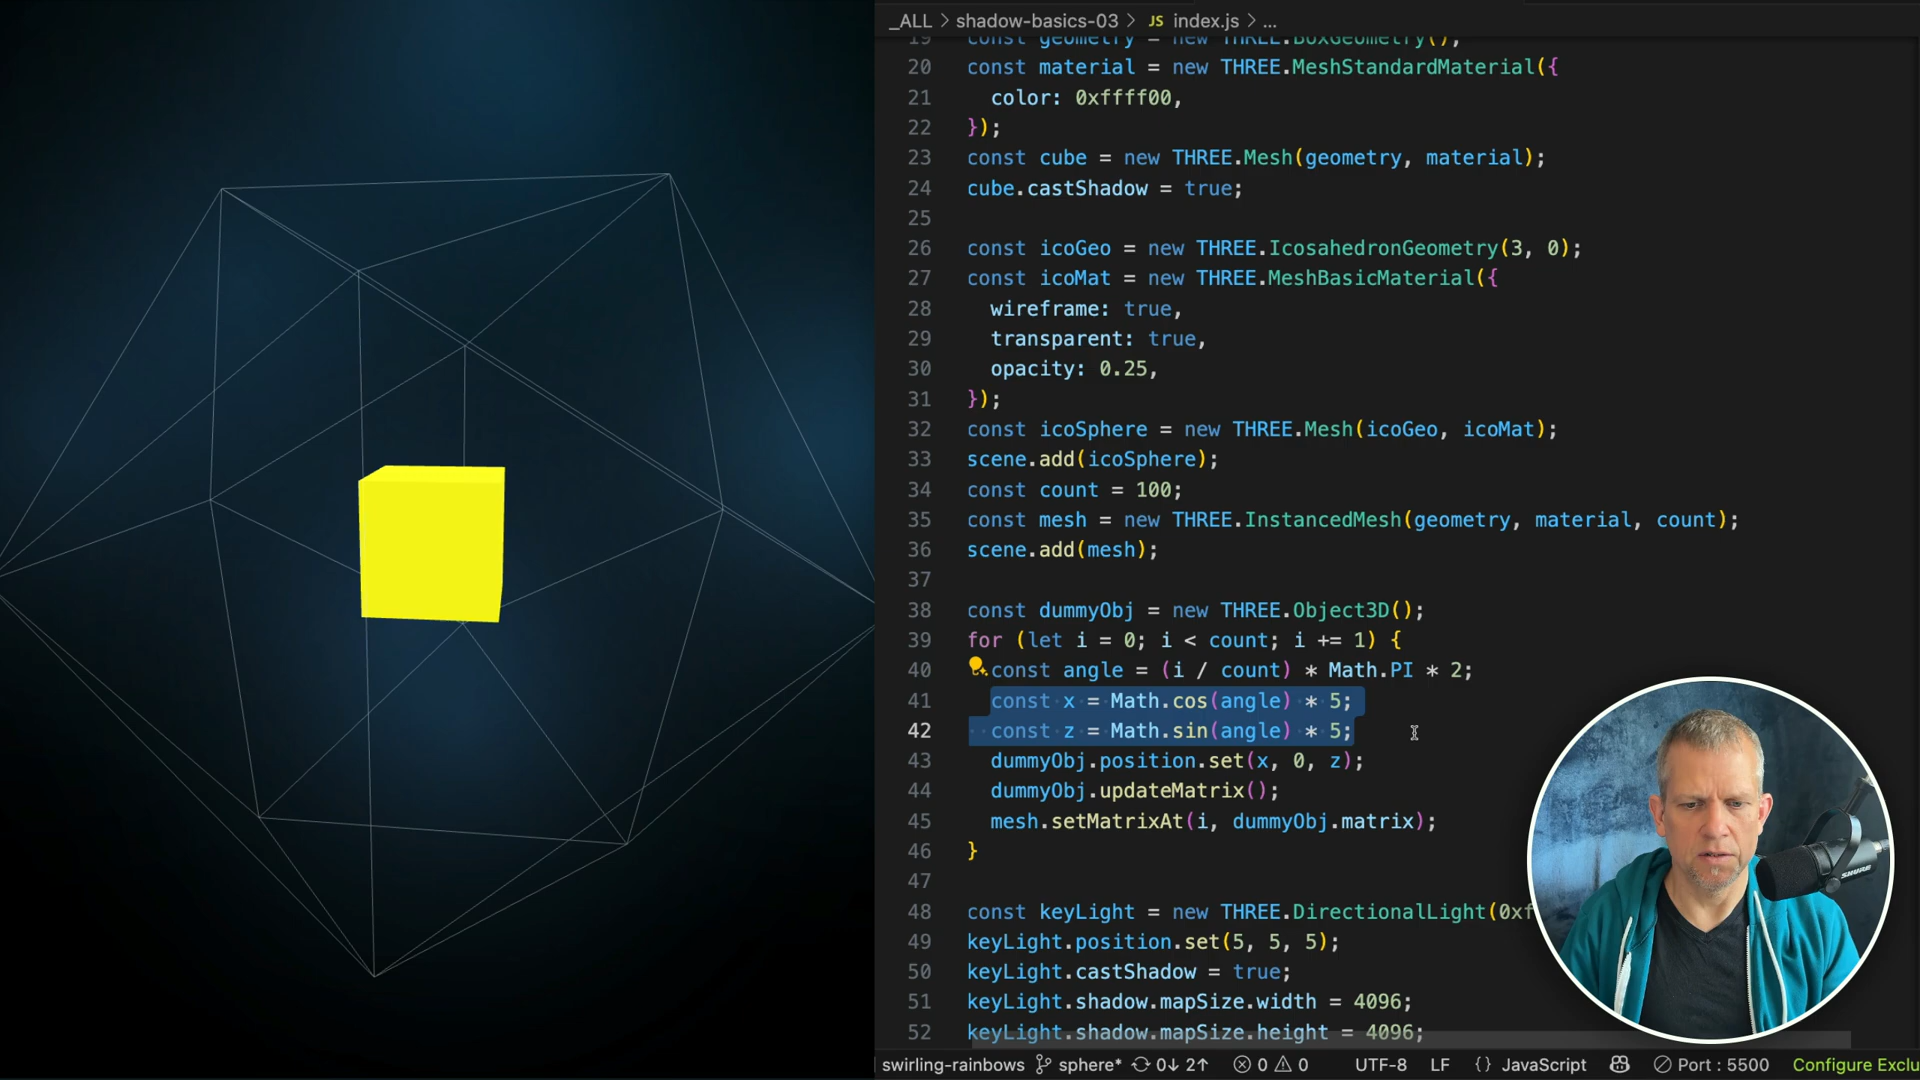 _ALL > shadow-basics-03 > JS index.js > ...
19 const geometry = new THREE.BoxGeometry();
20 const material = new THREE.MeshStandardMaterial({
21 color: 0xffff00,
22 });
23 const cube = new THREE.Mesh(geometry, material);
24 cube.castShadow = true;
25
26 const icoGeo = new THREE.IcosahedronGeometry(3, 0);
27 const icoMat = new THREE.MeshBasicMaterial({
28 wireframe: true,
29 transparent: true,
30 opacity: 0.25,
31 });
32 const icoSphere = new THREE.Mesh(icoGeo, icoMat);
33 scene.add(icoSphere);
34 const count = 100;
35 const mesh = new THREE.InstancedMesh(geometry, material, count);
36 scene.add(mesh);
37
38 const dummyObj = new THREE.Object3D();
39 for (let i = 0; i < count; i += 1) {
40 const angle = (i / count) * Math.PI * 2;
41 const x = Math.cos(angle) * 5;
42 const z = Math.sin(angle) * 5;
43 dummyObj.position.set(x, 0, z);
44 dummyObj.updateMatrix();
45 mesh.setMatrixAt(i, dummyObj.matrix);
46 }
47
48 const keyLight = new THREE.DirectionalLight(0xf
49 keyLight.position.set(5, 5, 5);
50 keyLight.castShadow = true;
51 keyLight.shadow.mapSize.width = 4096;
52 keyLight.shadow.mapSize.height = 4096;
SHURE
swirling-rainbows sphere* 0↓ 2↑ 0 0 UTF-8 LF {} JavaScript Port : 5500 Configure Exclu